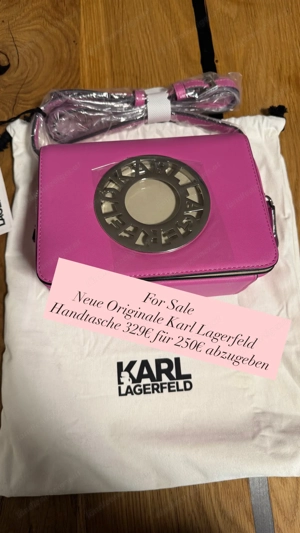 For Sale
Neue Originale Karl Lagerfeld
Handtasche 329€ für 250€ abzugeben
KARL
LAGERFELD